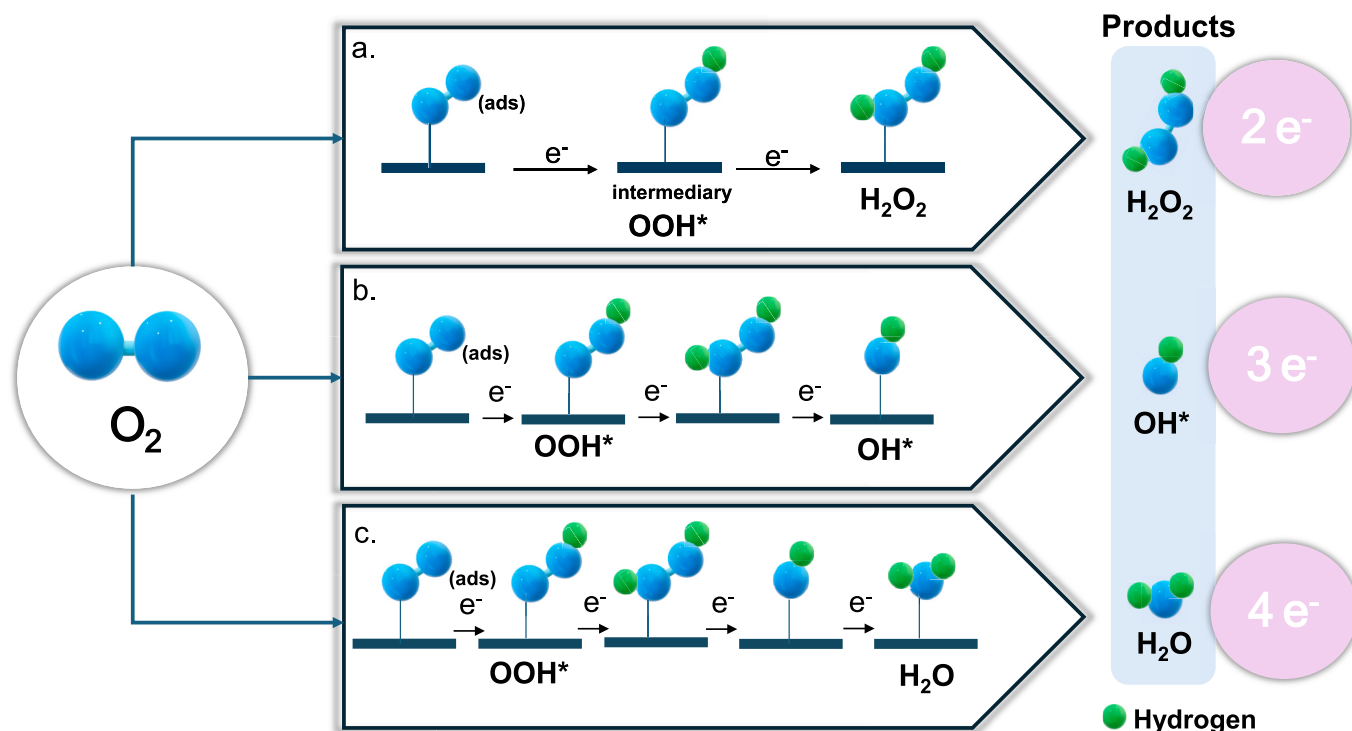 Products
a.
(ads)
e⁻
e⁻
intermediary
OOH*
H₂O₂
H₂O₂
2 e⁻
O₂
b.
(ads)
e⁻
e⁻
e⁻
OOH*
OH*
OH*
3 e⁻
c.
(ads)
e⁻
e⁻
e⁻
e⁻
OOH*
H₂O
H₂O
4 e⁻
Hydrogen